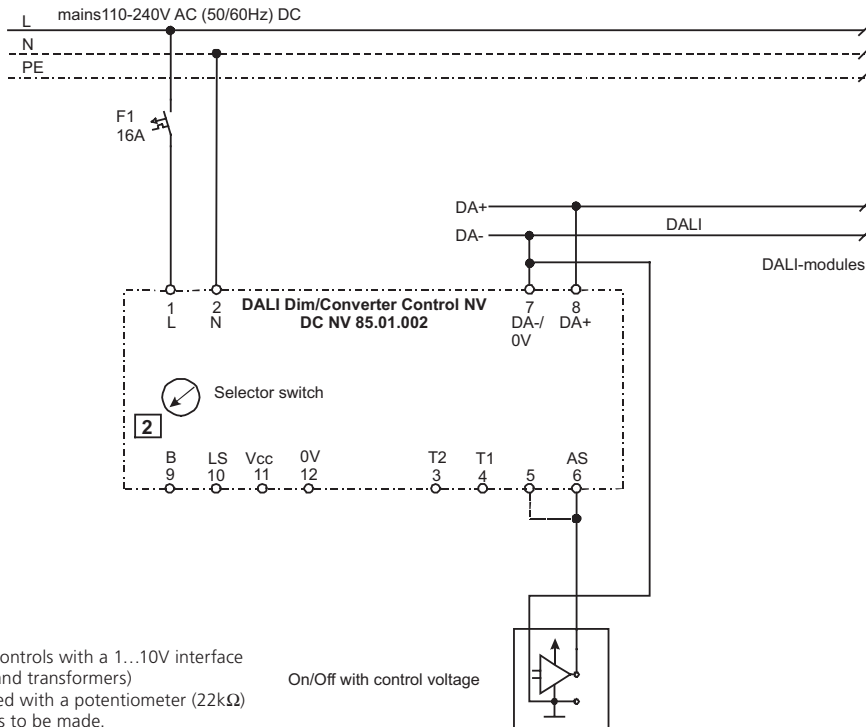 mains110-240V AC (50/60Hz) DC
L
N
PE
F1
16A
DA+
DA-
DALI
DALI-modules
1 2 DALI Dim/Converter Control NV 7 8
L N DC NV 85.01.002 DA-/ DA+
0V
Selector switch
2
B LS Vcc 0V T2 T1 AS
9 10 11 12 3 4 5 6
ontrols with a 1…10V interface
and transformers)
ed with a potentiometer (22kΩ)
s to be made.
On/Off with control voltage